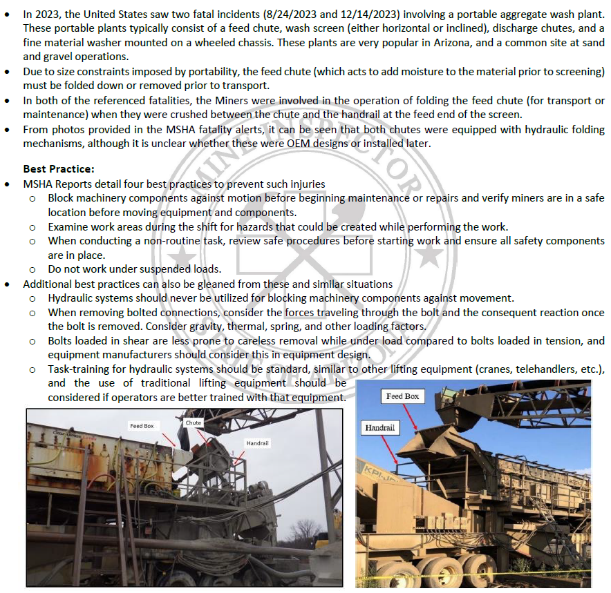 • In 2023, the United States saw two fatal incidents (8/24/2023 and 12/14/2023) involving a portable aggregate wash plant.
These portable plants typically consist of a feed chute, wash screen (either horizontal or inclined), discharge chutes, and a
fine material washer mounted on a wheeled chassis. These plants are very popular in Arizona, and a common site at sand
and gravel operations.
• Due to size constraints imposed by portability, the feed chute (which acts to add moisture to the material prior to screening)
must be folded down or removed prior to transport.
• In both of the referenced fatalities, the Miners were involved in the operation of folding the feed chute (for transport or
maintenance) when they were crushed between the chute and the handrail at the feed end of the screen.
• From photos provided in the MSHA fatality alerts, it can be seen that both chutes were equipped with hydraulic folding
mechanisms, although it is unclear whether these were OEM designs or installed later.
Best Practice:
• MSHA Reports detail four best practices to prevent such injuries
o Block machinery components against motion before beginning maintenance or repairs and verify miners are in a safe
location before moving equipment and components.
o Examine work areas during the shift for hazards that could be created while performing the work.
o When conducting a non-routine task, review safe procedures before starting work and ensure all safety components
are in place.
o Do not work under suspended loads.
• Additional best practices can also be gleaned from these and similar situations
o Hydraulic systems should never be utilized for blocking machinery components against movement.
o When removing bolted connections, consider the forces traveling through the bolt and the consequent reaction once
the bolt is removed. Consider gravity, thermal, spring, and other loading factors.
o Bolts loaded in shear are less prone to careless removal while under load compared to bolts loaded in tension, and
equipment manufacturers should consider this in equipment design.
o Task-training for hydraulic systems should be standard, similar to other lifting equipment (cranes, telehandlers, etc.),
and the use of traditional lifting equipment should be
considered if operators are better trained with that equipment.
MINE INSPECTOR
STATE OF ARIZONA
Feed Box
Chute
Handrail
Feed Box
Handrail